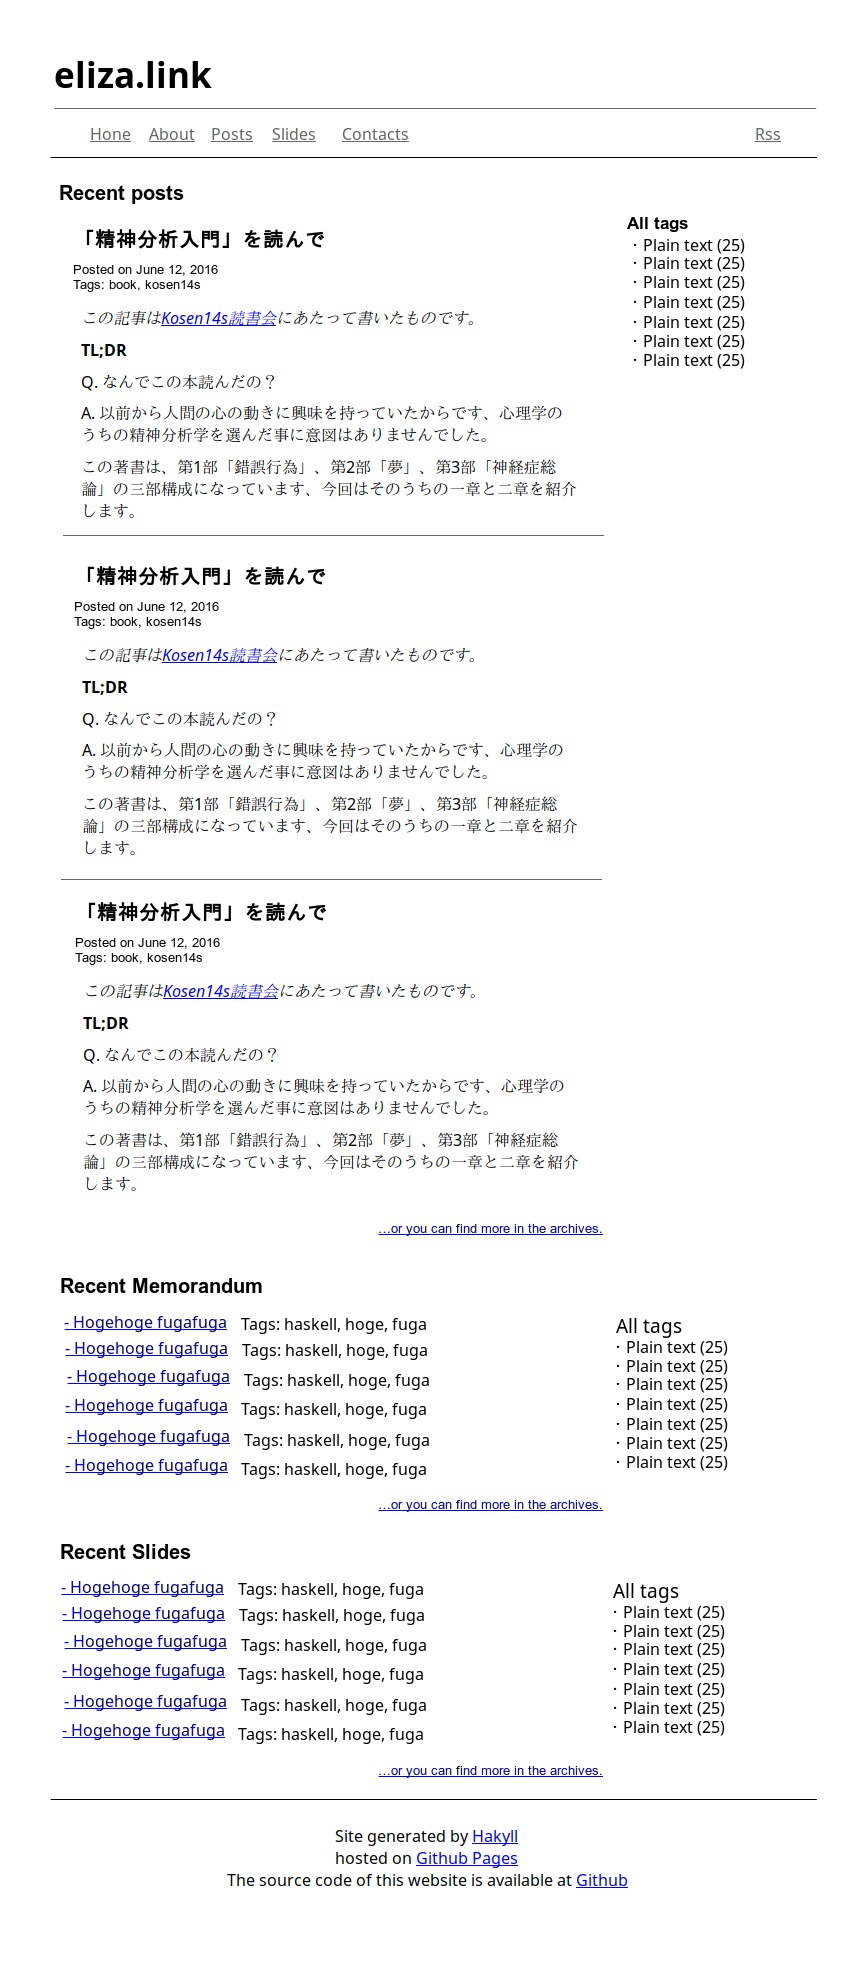 eliza.link
Hone About Posts Slides Contacts Rss
Recent posts
「精神分析入門」を読んで
Posted on June 12, 2016
Tags: book, kosen14s
この記事はKosen14s読書会にあたって書いたものです。
TL;DR
Q. なんでこの本読んだの？
A. 以前から人間の心の動きに興味を持っていたからです、心理学の
うちの精神分析学を選んだ事に意図はありませんでした。
この著書は、第1部「錯誤行為」、第2部「夢」、第3部「神経症総
論」の三部構成になっています、今回はそのうちの一章と二章を紹介
します。
All tags
・Plain text (25)
・Plain text (25)
・Plain text (25)
・Plain text (25)
・Plain text (25)
・Plain text (25)
・Plain text (25)
「精神分析入門」を読んで
Posted on June 12, 2016
Tags: book, kosen14s
この記事はKosen14s読書会にあたって書いたものです。
TL;DR
Q. なんでこの本読んだの？
A. 以前から人間の心の動きに興味を持っていたからです、心理学の
うちの精神分析学を選んだ事に意図はありませんでした。
この著書は、第1部「錯誤行為」、第2部「夢」、第3部「神経症総
論」の三部構成になっています、今回はそのうちの一章と二章を紹介
します。
「精神分析入門」を読んで
Posted on June 12, 2016
Tags: book, kosen14s
この記事はKosen14s読書会にあたって書いたものです。
TL;DR
Q. なんでこの本読んだの？
A. 以前から人間の心の動きに興味を持っていたからです、心理学の
うちの精神分析学を選んだ事に意図はありませんでした。
この著書は、第1部「錯誤行為」、第2部「夢」、第3部「神経症総
論」の三部構成になっています、今回はそのうちの一章と二章を紹介
します。
…or you can find more in the archives.
Recent Memorandum
- Hogehoge fugafuga Tags: haskell, hoge, fuga
- Hogehoge fugafuga Tags: haskell, hoge, fuga
- Hogehoge fugafuga Tags: haskell, hoge, fuga
- Hogehoge fugafuga Tags: haskell, hoge, fuga
- Hogehoge fugafuga Tags: haskell, hoge, fuga
- Hogehoge fugafuga Tags: haskell, hoge, fuga
All tags
・Plain text (25)
・Plain text (25)
・Plain text (25)
・Plain text (25)
・Plain text (25)
・Plain text (25)
・Plain text (25)
…or you can find more in the archives.
Recent Slides
- Hogehoge fugafuga Tags: haskell, hoge, fuga
- Hogehoge fugafuga Tags: haskell, hoge, fuga
- Hogehoge fugafuga Tags: haskell, hoge, fuga
- Hogehoge fugafuga Tags: haskell, hoge, fuga
- Hogehoge fugafuga Tags: haskell, hoge, fuga
- Hogehoge fugafuga Tags: haskell, hoge, fuga
All tags
・Plain text (25)
・Plain text (25)
・Plain text (25)
・Plain text (25)
・Plain text (25)
・Plain text (25)
・Plain text (25)
…or you can find more in the archives.
Site generated by Hakyll
hosted on Github Pages
The source code of this website is available at Github